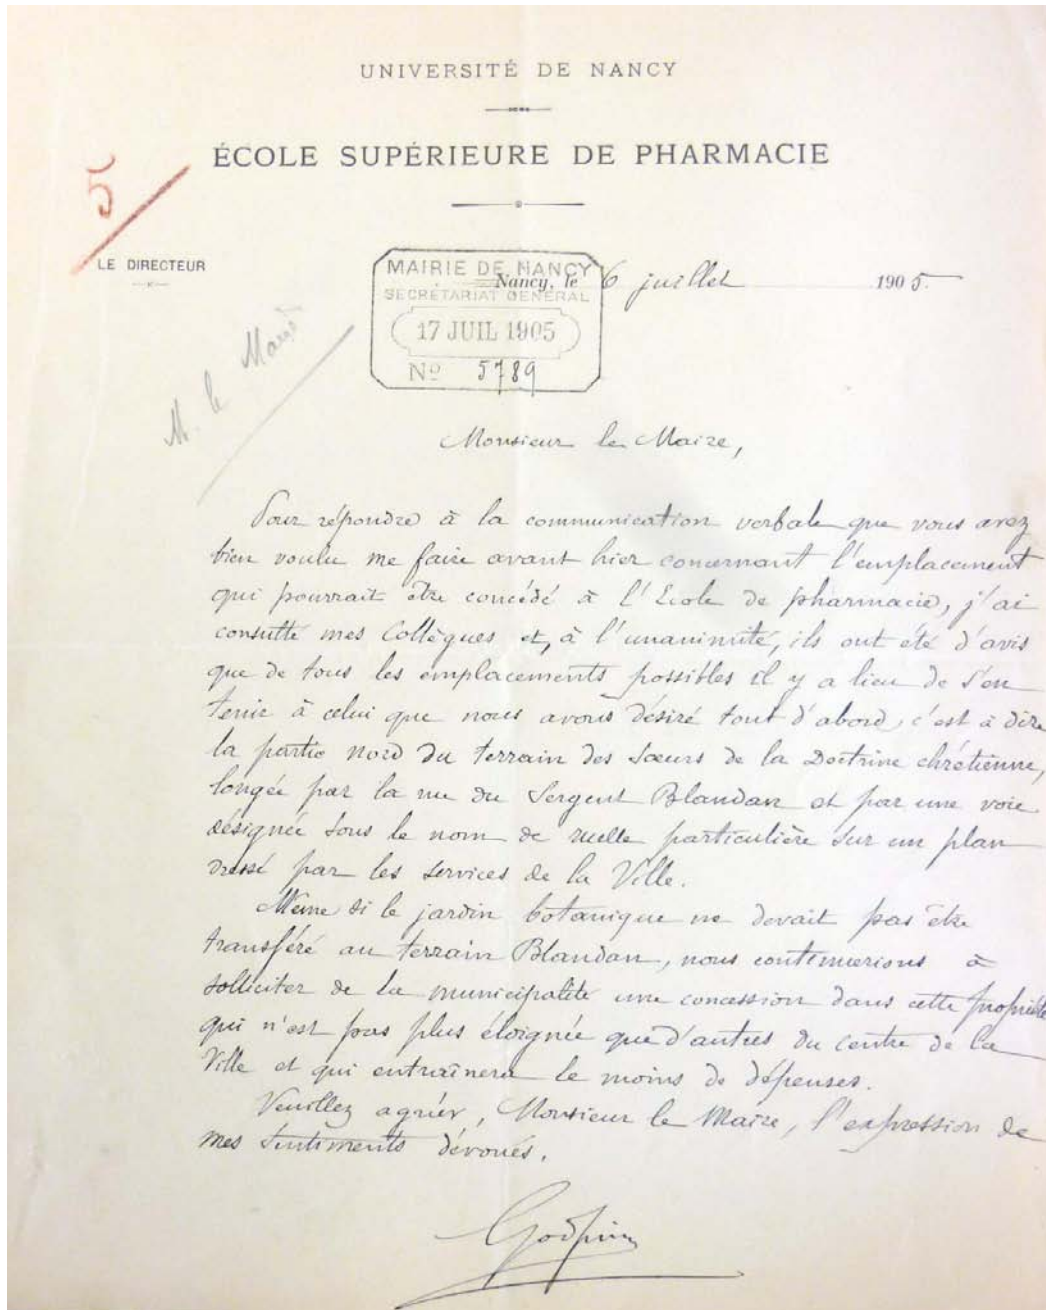 UNIVERSITÉ DE NANCY
ÉCOLE SUPÉRIEURE DE PHARMACIE
5
LE DIRECTEUR
MAIRIE DE NANCY
SECRÉTARIAT GÉNÉRAL
17 JUIL 1905
No 5789
Nancy, le 6 juillet 1905.
M. le
Monsieur le Maire,
Pour répondre à la communication verbale que vous avez
bien voulu me faire avant hier concernant l'emplacement
qui pourrait être concédé à l'Ecole de pharmacie, j'ai
consulté mes Collègues et, à l'unanimité, ils ont été d'avis
que de tous les emplacements possibles il y a lieu de s'en
tenir à celui que nous avons désiré tout d'abord, c'est à dire
la partie nord du terrain des Sœurs de la Doctrine chrétienne,
longée par la rue du Sergent Blandan et par une voie
désignée sous le nom de ruelle particulière sur un plan
dressé par les services de la Ville.
Même si le jardin botanique ne devait pas être
transféré au terrain Blandan, nous continuerions à
solliciter de la municipalité une concession dans cette propriété
qui n'est pas plus éloignée que d'autres du centre de la
Ville et qui entraînera le moins de dépenses.
Veuillez agréer, Monsieur le Maire, l'expression de
mes sentiments dévoués.
Godfrin